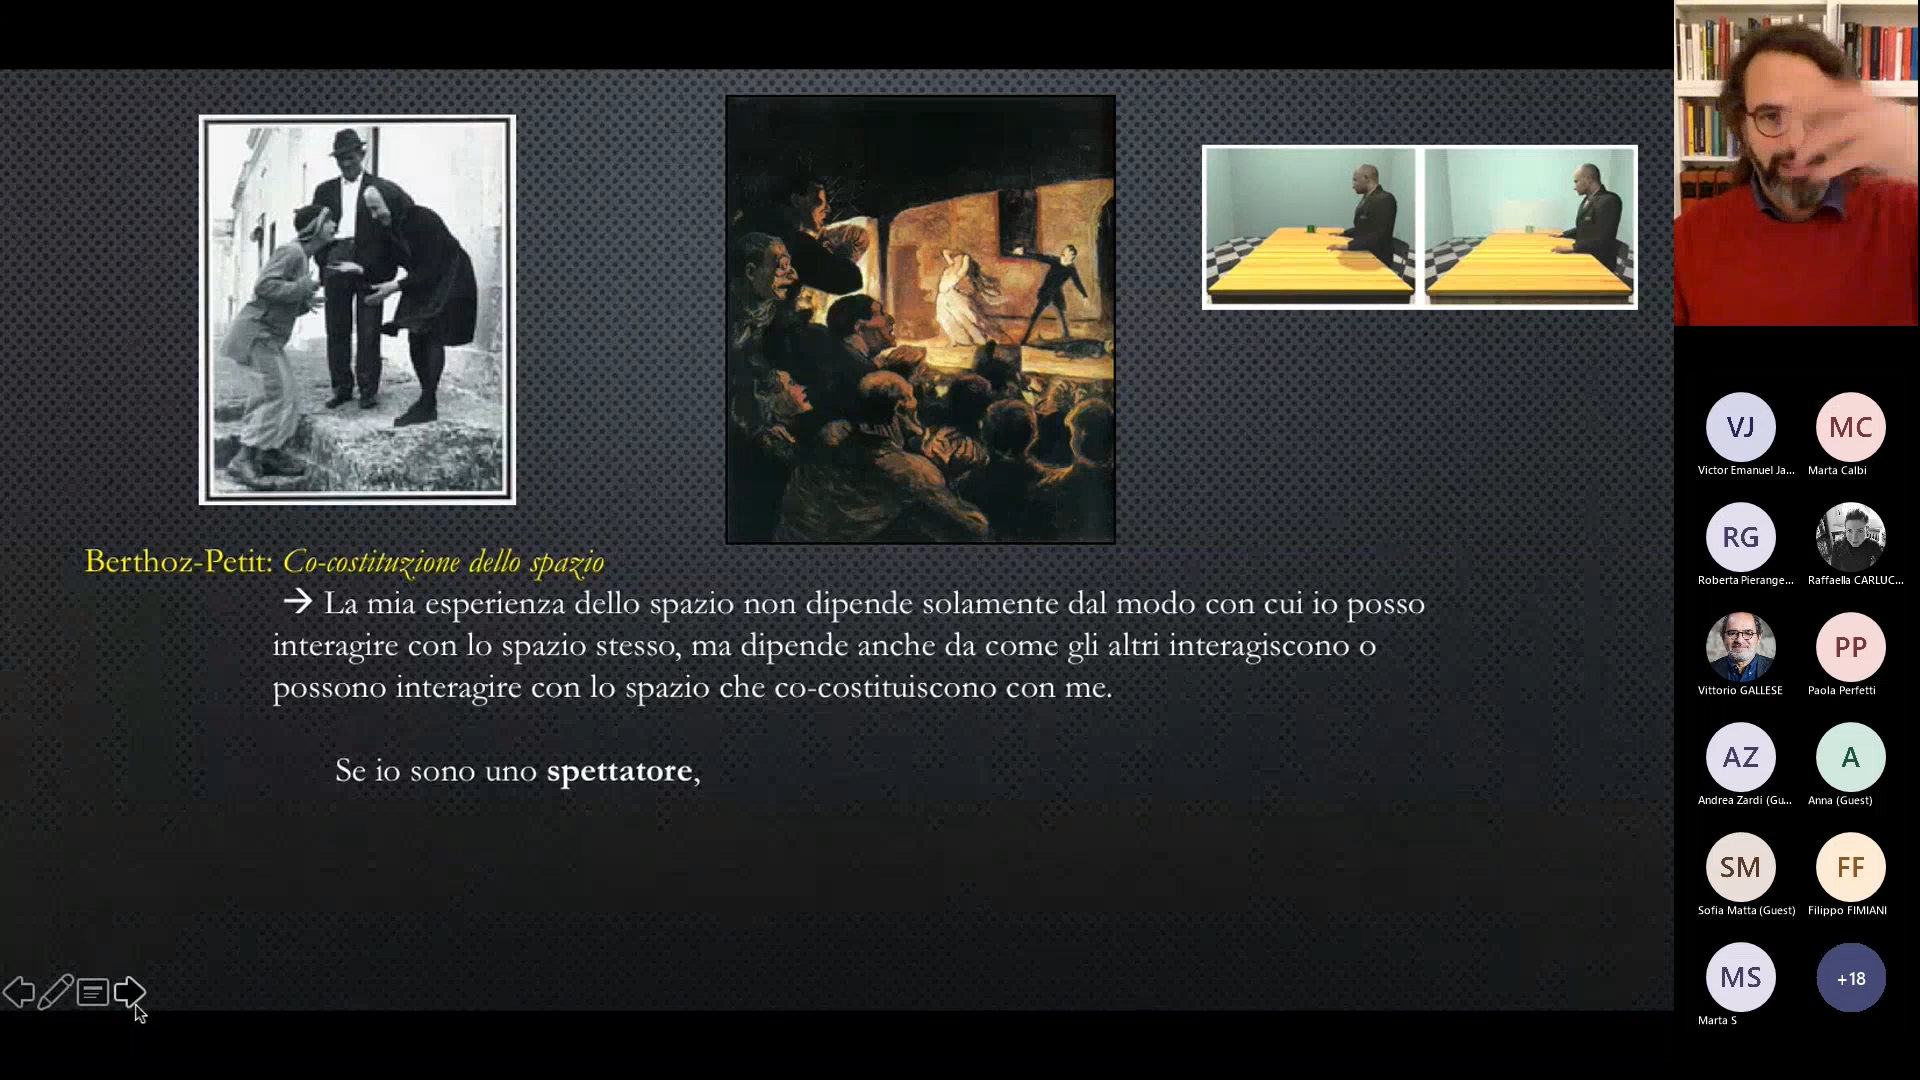 Berthoz-Petit: Co-costituzione dello spazio
→ La mia esperienza dello spazio non dipende solamente dal modo con cui io posso
interagire con lo spazio stesso, ma dipende anche da come gli altri interagiscono o
possono interagire con lo spazio che co-costituiscono con me.
Se io sono uno spettatore,
VJ
MC
Victor Emanuel Ja...
Marta Calbi
RG
Roberta Pierange...
Raffaella CARLUC...
Vittorio GALLESE
PP
Paola Perfetti
AZ
A
Andrea Zardi (Gu...
Anna (Guest)
SM
FF
Sofia Matta (Guest)
Filippo FIMIANI
MS
+18
Marta S